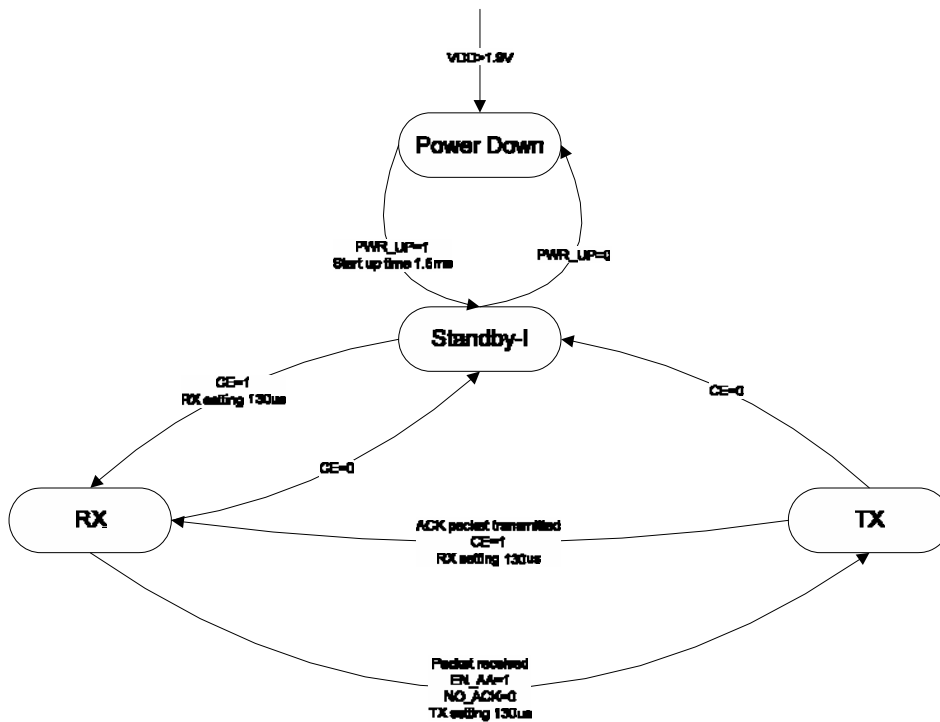 VDD>1.9V
Power Down
PWR_UP=1
Start up time 1.5ms
PWR_UP=0
Standby-I
CE=1
RX setting 130us
CE=0
CE=0
RX
TX
ACK packet transmitted
CE=1
RX setting 130us
Packet received
EN_AA=1
NO_ACK=0
TX setting 130us